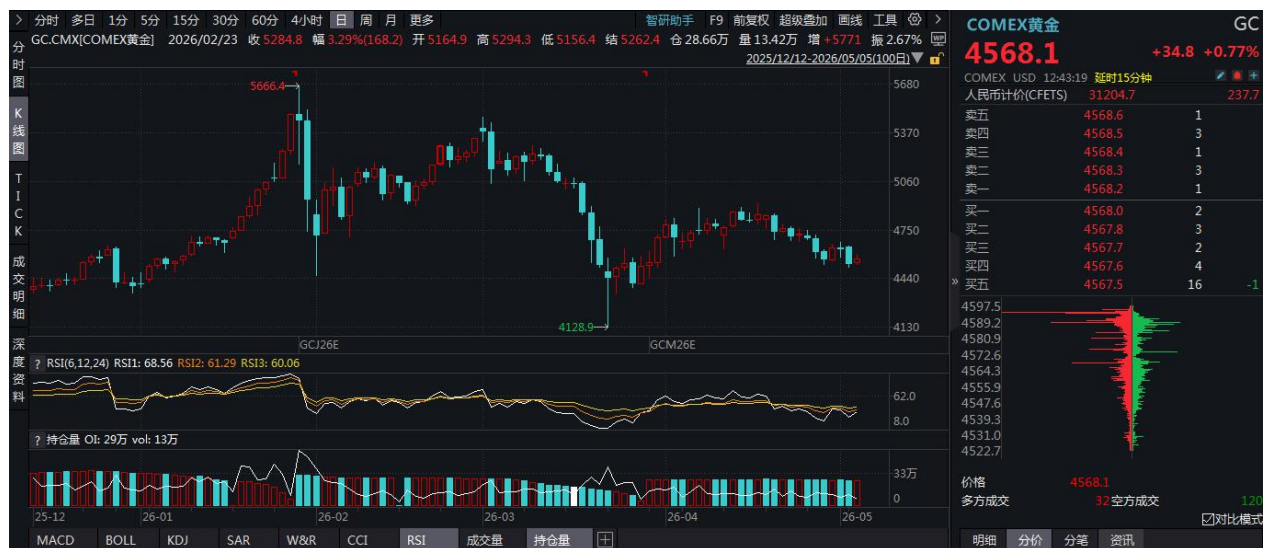 分时 多日 1分 5分 15分 30分 60分 4小时 日 周 月 更多 智研助手 F9 前复权 超级叠加 画线 工具
GC.CMX[COMEX黄金] 2026/02/23 收 5284.8 幅 3.29%(168.2) 开 5164.9 高 5294.3 低 5156.4 结 5262.4 仓 28.66万 量 13.42万 增 +5771 振 2.67%
2025/12/12-2026/05/05(100日)
分时图
K线图
TICK
成交明细
深度资料
5666.4
5680
5370
5060
4750
4440
4128.9
4130
GCJ26E GCM26E
? RSI(6,12,24) RSI1: 68.56 RSI2: 61.29 RSI3: 60.06
62.0
8.0
? 持仓量 OI: 29万 vol: 13万
33万
0
25-12 26-01 26-02 26-03 26-04 26-05
MACD BOLL KDJ SAR W&R CCI RSI 成交量 持仓量
COMEX黄金 GC
4568.1 +34.8 +0.77%
COMEX USD 12:43:19 延时15分钟
人民币计价(CFETS) 31204.7 237.7
卖五 4568.6 1
卖四 4568.5 3
卖三 4568.4 1
卖二 4568.3 3
卖一 4568.2 1
买一 4568.0 2
买二 4567.8 3
买三 4567.7 2
买四 4567.6 4
买五 4567.5 16 -1
4597.5
4589.2
4580.9
4572.6
4564.3
4555.9
4547.6
4539.3
4531.0
4522.7
价格 4568.1
多方成交 32 空方成交 120
对比模式
明细 分价 分笔 资讯